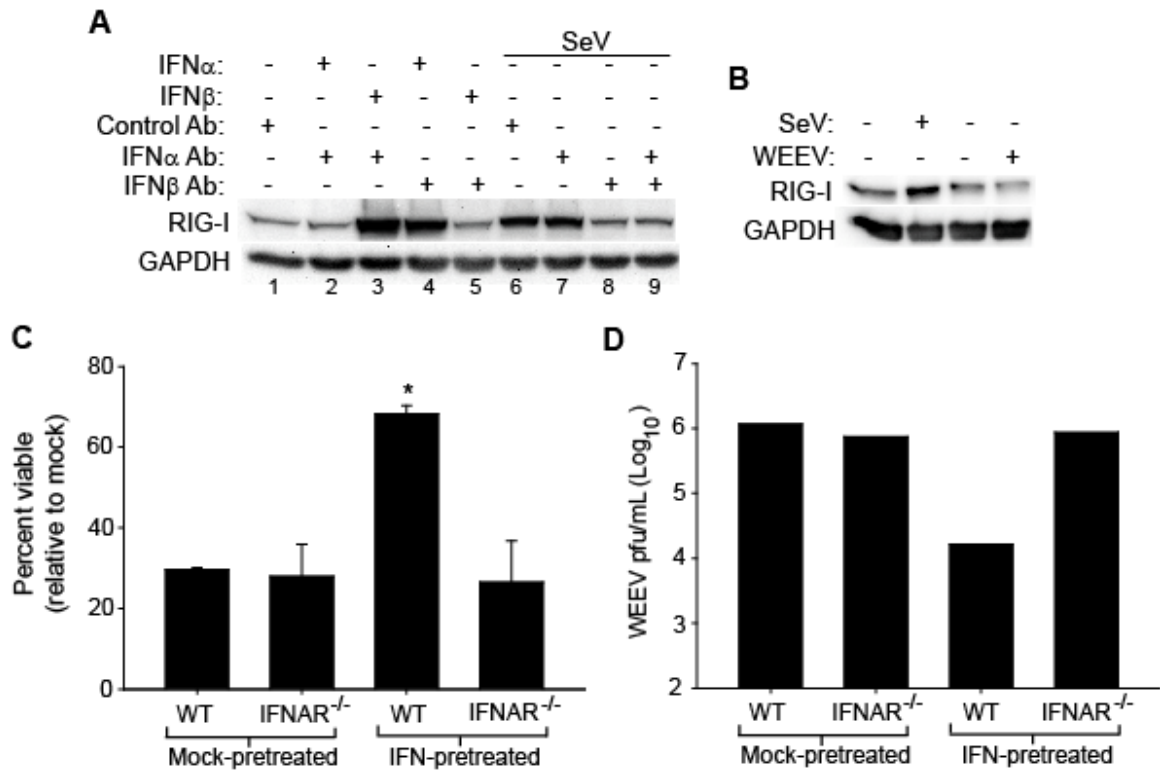 A
SeV
IFNα: - + - + - - - - -
IFNβ: - - + - + - - - -
Control Ab: + - - - - + - - -
IFNα Ab: - + + - - - + - +
IFNβ Ab: - - - + + - - + +
RIG-I
GAPDH
1 2 3 4 5 6 7 8 9
B
SeV: - + - -
WEEV: - - - +
RIG-I
GAPDH
C
Percent viable
(relative to mock)
80
60
40
20
0
*
WT IFNAR-/- WT IFNAR-/-
Mock-pretreated IFN-pretreated
D
WEEV pfu/mL (Log10)
7
6
5
4
3
2
WT IFNAR-/- WT IFNAR-/-
Mock-pretreated IFN-pretreated